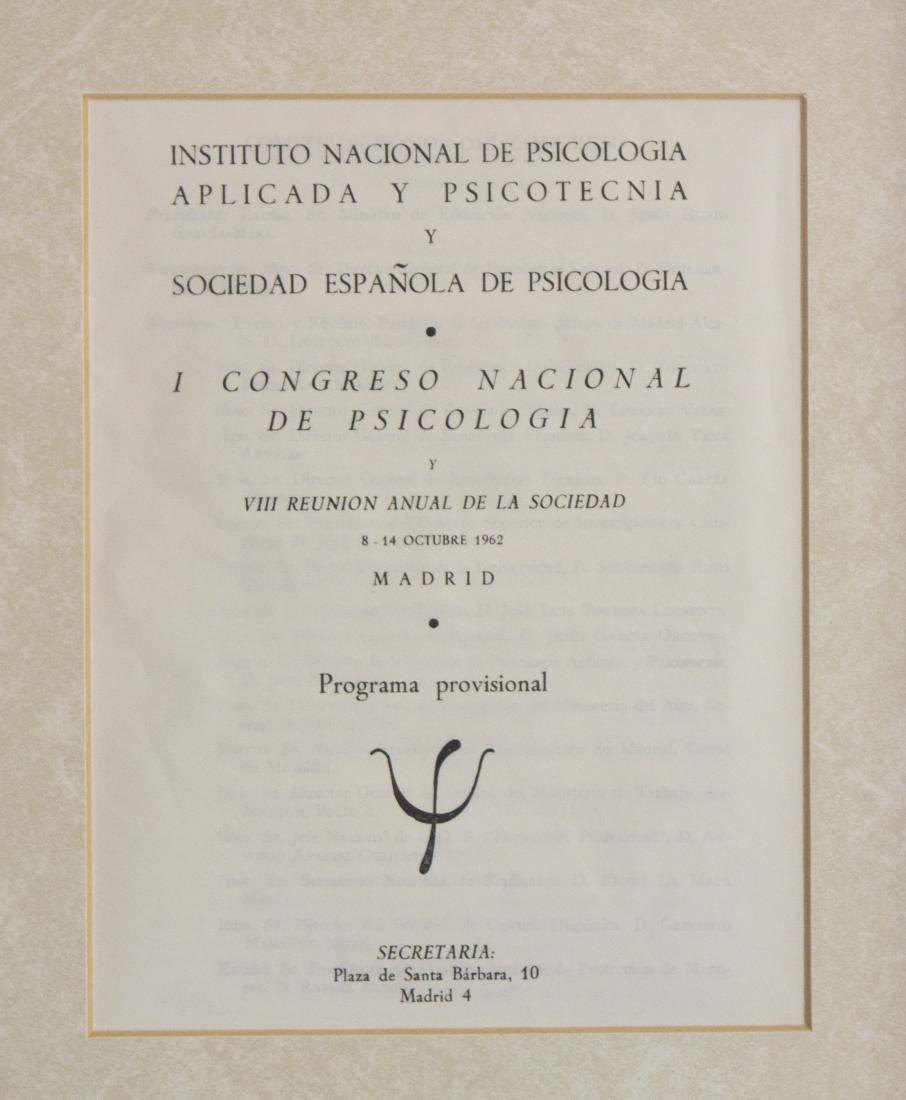 INSTITUTO NACIONAL DE PSICOLOGIA
APLICADA Y PSICOTECNIA
Y
SOCIEDAD ESPAÑOLA DE PSICOLOGIA
•
I CONGRESO NACIONAL
DE PSICOLOGIA
Y
VIII REUNION ANUAL DE LA SOCIEDAD
8 - 14 OCTUBRE 1962
MADRID
•
Programa provisional
SECRETARIA:
Plaza de Santa Bárbara, 10
Madrid 4